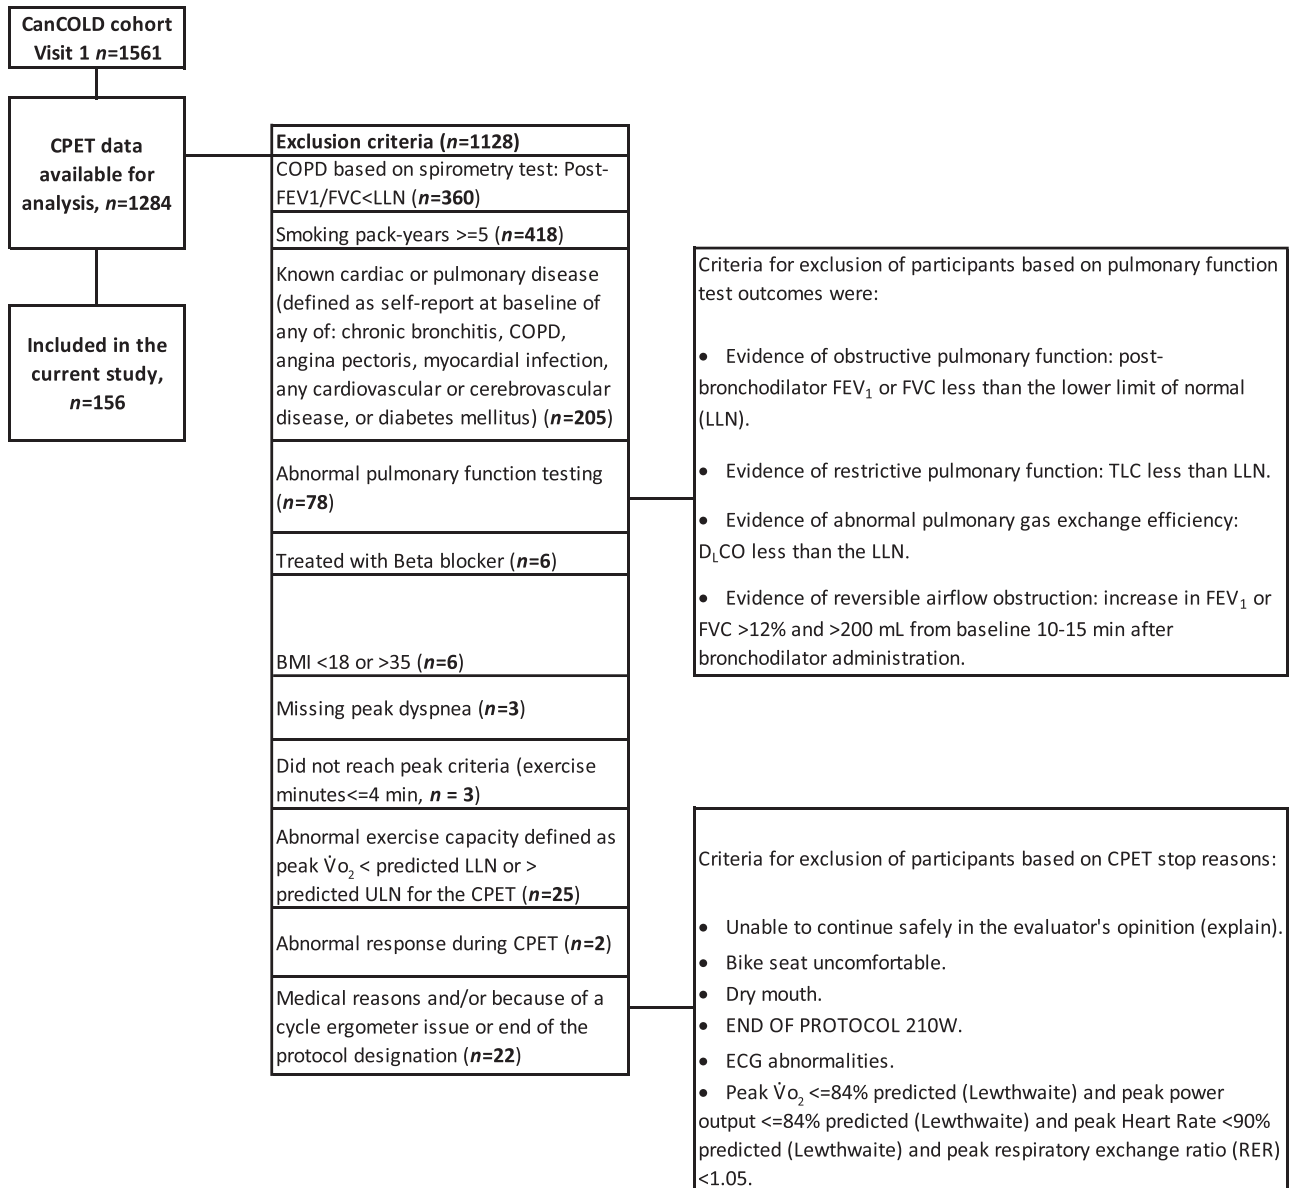 CanCOLD cohort
Visit 1 n=1561
CPET data
available for
analysis, n=1284
Included in the
current study,
n=156
Exclusion criteria (n=1128)
COPD based on spirometry test: Post-
FEV1/FVC<LLN (n=360)
Smoking pack-years >=5 (n=418)
Known cardiac or pulmonary disease
(defined as self-report at baseline of
any of: chronic bronchitis, COPD,
angina pectoris, myocardial infection,
any cardiovascular or cerebrovascular
disease, or diabetes mellitus) (n=205)
Abnormal pulmonary function testing
(n=78)
Treated with Beta blocker (n=6)
BMI <18 or >35 (n=6)
Missing peak dyspnea (n=3)
Did not reach peak criteria (exercise
minutes<=4 min, n = 3)
Abnormal exercise capacity defined as
peak V̇o₂ < predicted LLN or >
predicted ULN for the CPET (n=25)
Abnormal response during CPET (n=2)
Medical reasons and/or because of a
cycle ergometer issue or end of the
protocol designation (n=22)
Criteria for exclusion of participants based on pulmonary function
test outcomes were:
• Evidence of obstructive pulmonary function: post-
bronchodilator FEV₁ or FVC less than the lower limit of normal
(LLN).
• Evidence of restrictive pulmonary function: TLC less than LLN.
• Evidence of abnormal pulmonary gas exchange efficiency:
D<sub>L</sub>CO less than the LLN.
• Evidence of reversible airflow obstruction: increase in FEV₁ or
FVC >12% and >200 mL from baseline 10-15 min after
bronchodilator administration.
Criteria for exclusion of participants based on CPET stop reasons:
• Unable to continue safely in the evaluator's opinition (explain).
• Bike seat uncomfortable.
• Dry mouth.
• END OF PROTOCOL 210W.
• ECG abnormalities.
• Peak V̇o₂ <=84% predicted (Lewthwaite) and peak power
output <=84% predicted (Lewthwaite) and peak Heart Rate <90%
predicted (Lewthwaite) and peak respiratory exchange ratio (RER)
<1.05.